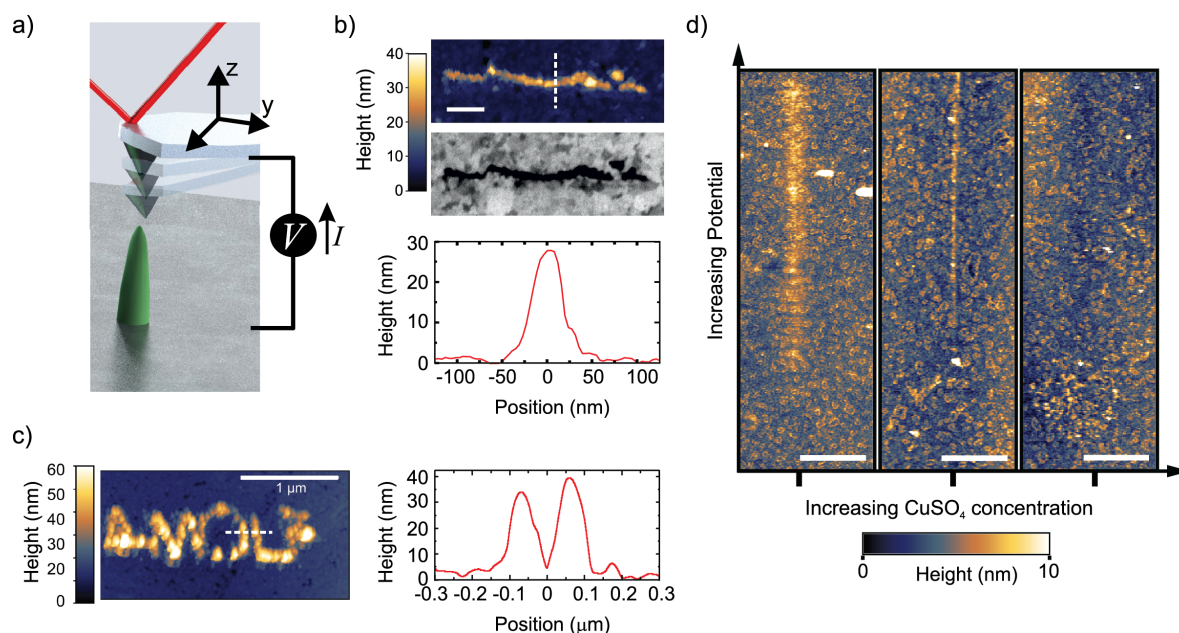 a)
z
y
V
I
b)
Height (nm)
40
30
20
10
0
Height (nm)
30
20
10
0
-100
-50
0
50
100
Position (nm)
c)
Height (nm)
60
50
40
30
20
10
0
1 μm
AMOLF
Height (nm)
40
30
20
10
0
-0.3
-0.2
-0.1
0
0.1
0.2
0.3
Position (μm)
d)
Increasing Potential
Increasing CuSO₄ concentration
0
Height (nm)
10